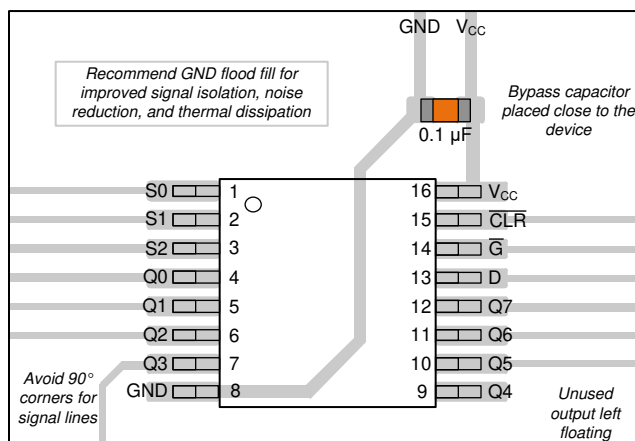 GND VCC
Recommend GND flood fill for
improved signal isolation, noise
reduction, and thermal dissipation
Bypass capacitor
placed close to the
device
0.1 µF
S0 1 16 VCC
S1 2 15 C̅L̅R̅
S2 3 14 G̅
Q0 4 13 D
Q1 5 12 Q7
Q2 6 11 Q6
Q3 7 10 Q5
GND 8 9 Q4
Avoid 90°
corners for
signal lines
Unused
output left
floating